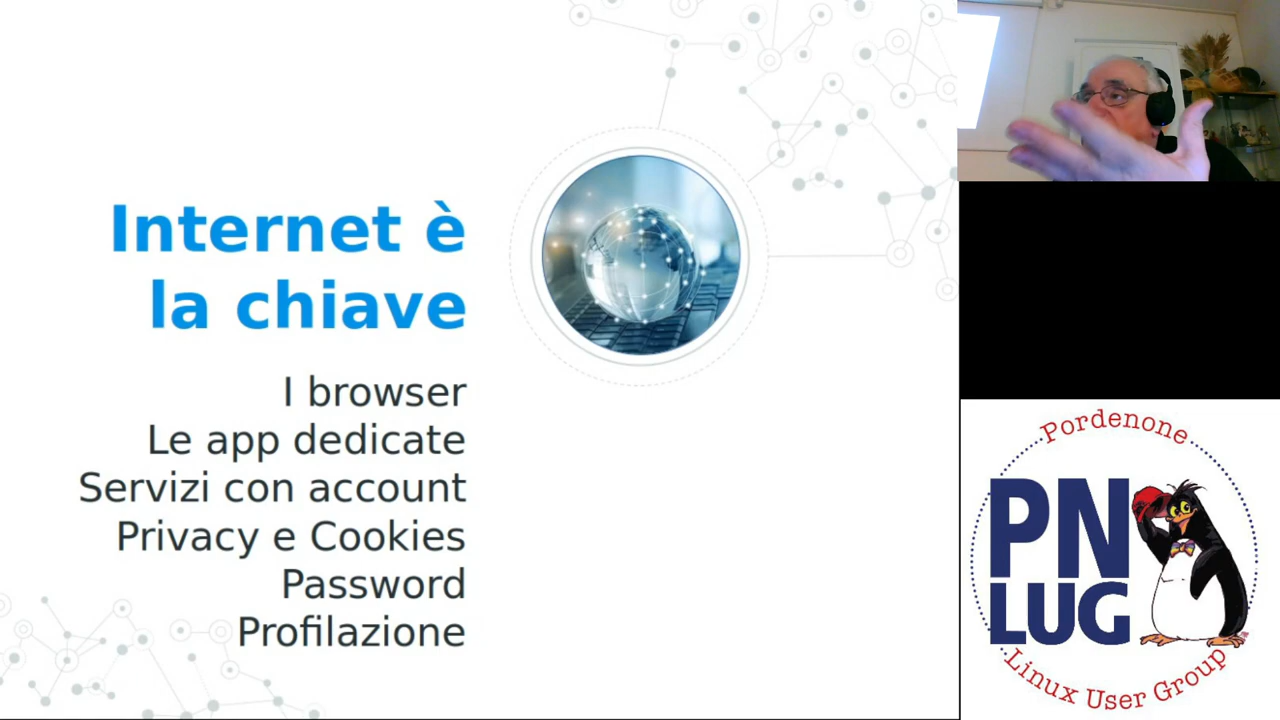 Internet è
la chiave
I browser
Le app dedicate
Servizi con account
Privacy e Cookies
Password
Profilazione
Pordenone
PN
LUG
Linux User Group